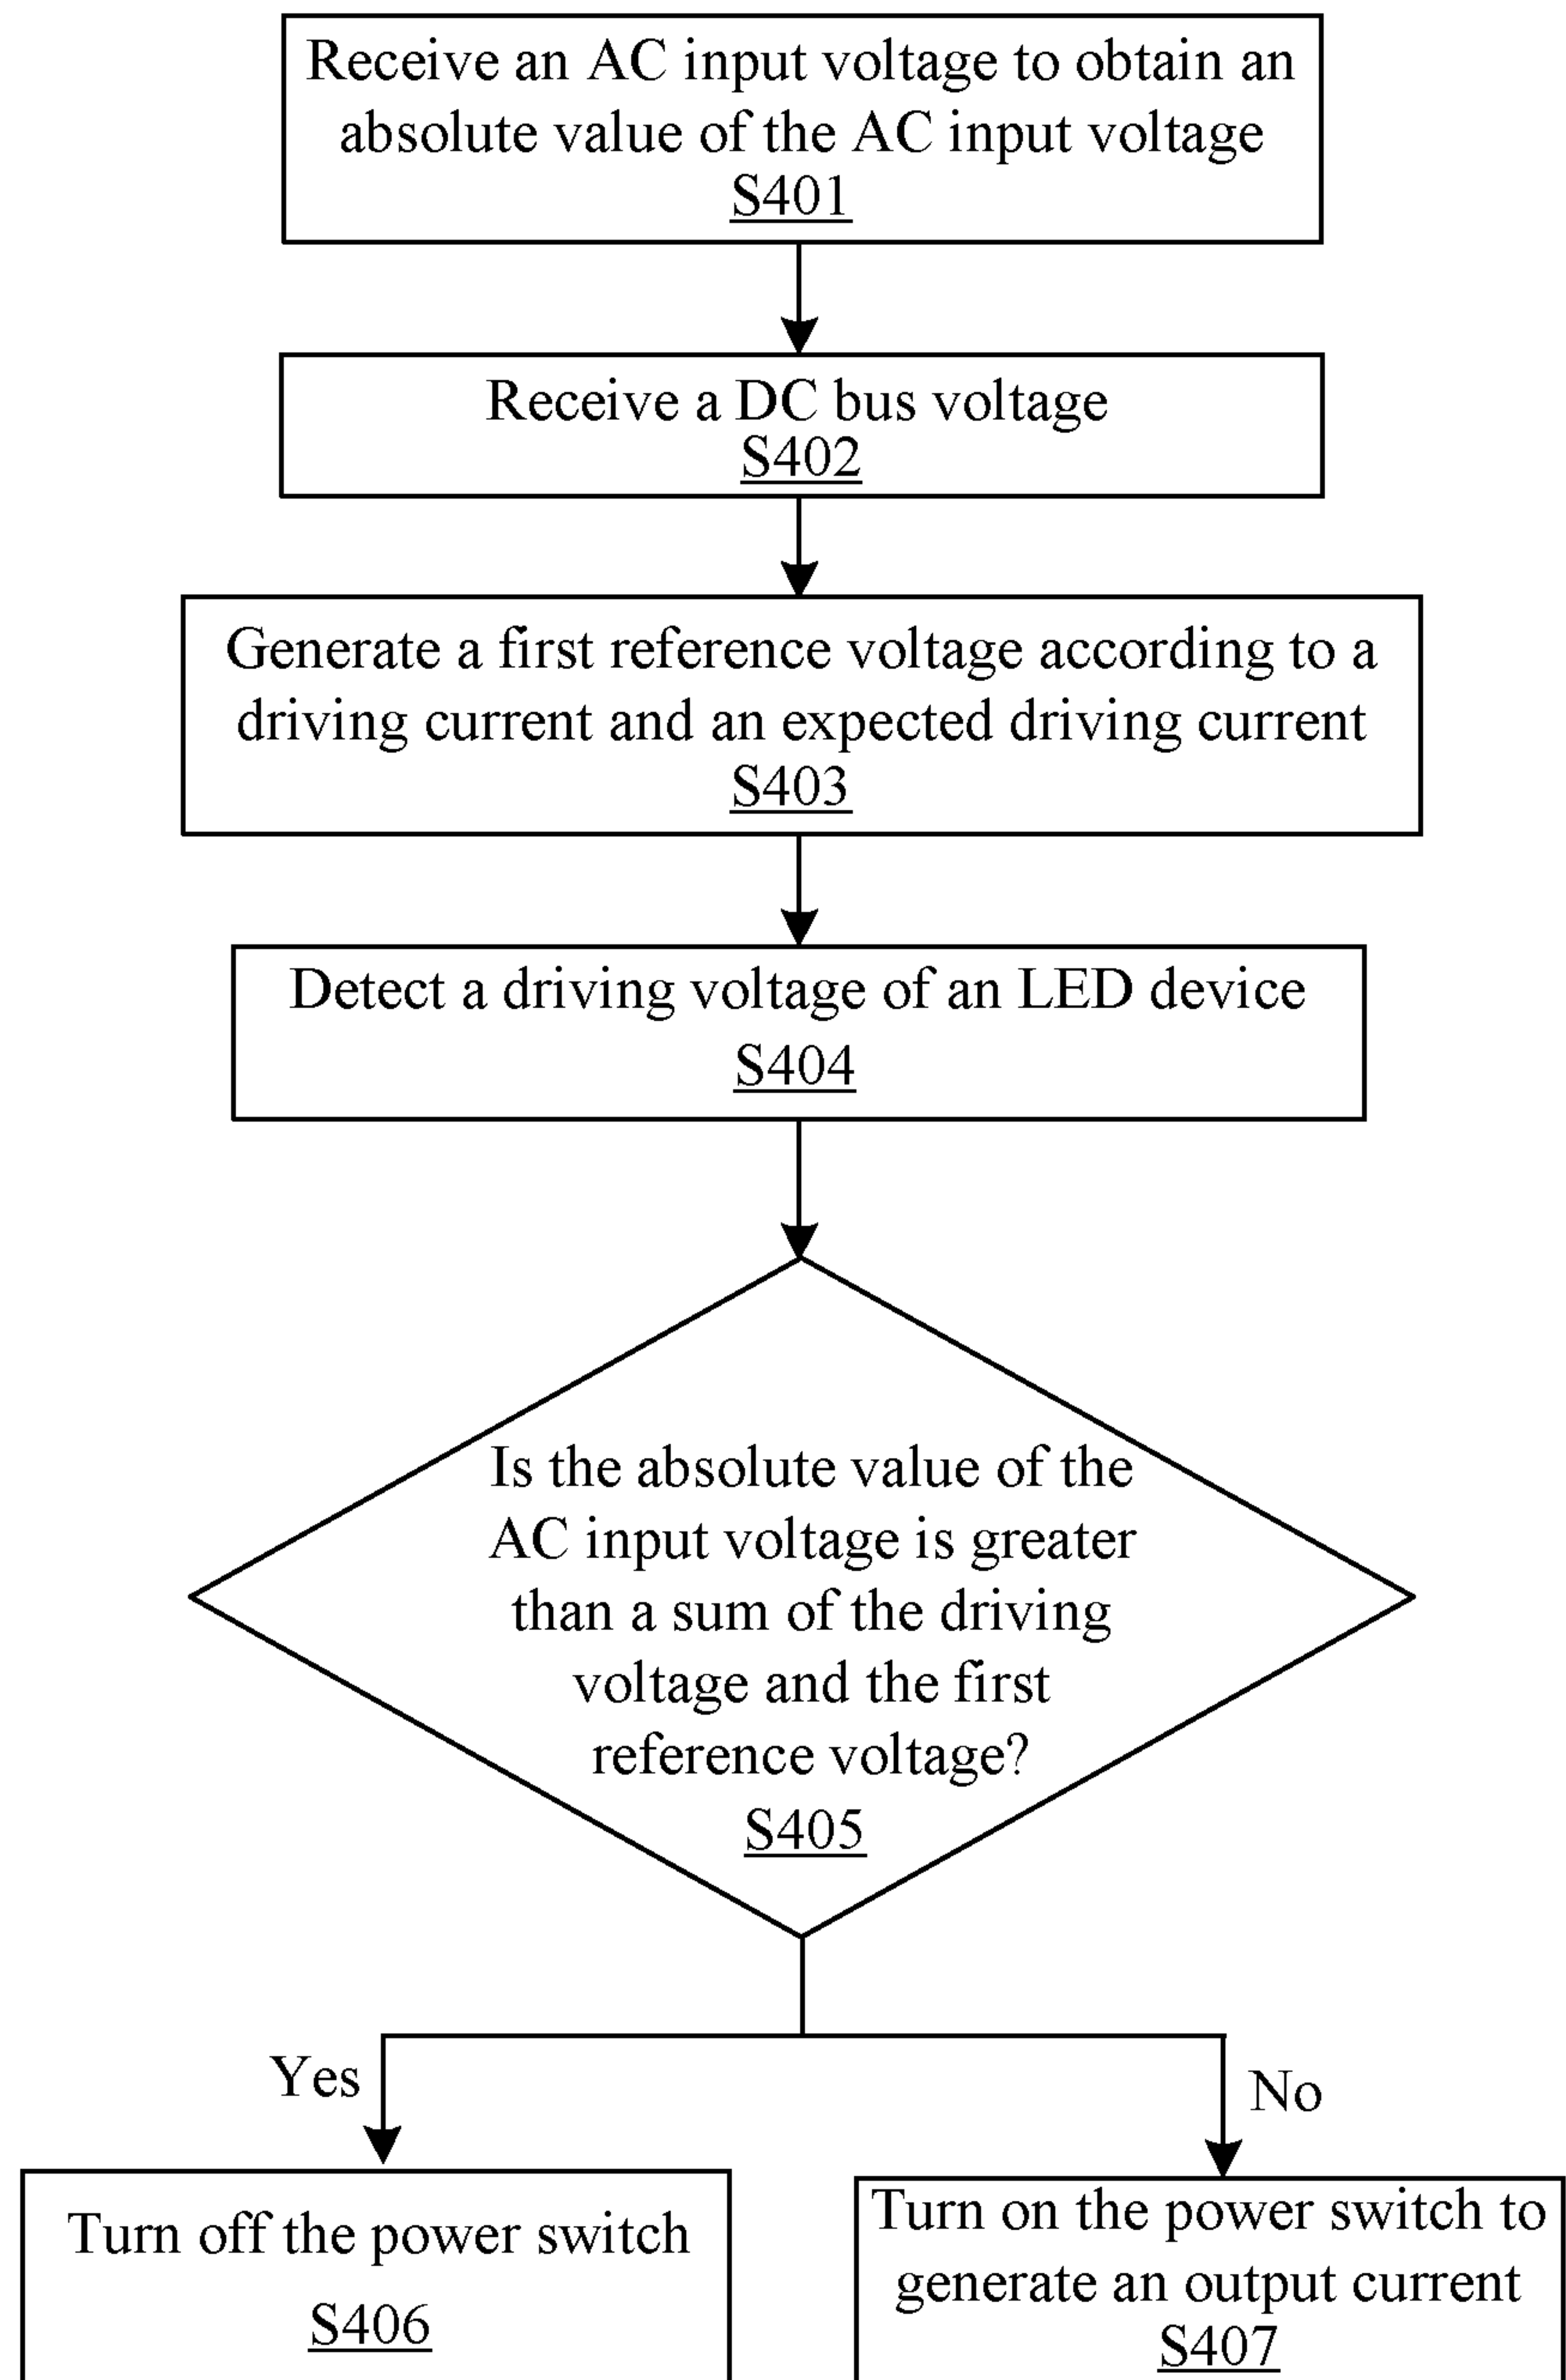 Receive an AC input voltage to obtain an
absolute value of the AC input voltage
S401
Receive a DC bus voltage
S402
Generate a first reference voltage according to a
driving current and an expected driving current
S403
Detect a driving voltage of an LED device
S404
Is the absolute value of the
AC input voltage is greater
than a sum of the driving
voltage and the first
reference voltage?
S405
Yes
No
Turn off the power switch
S406
Turn on the power switch to
generate an output current
S407